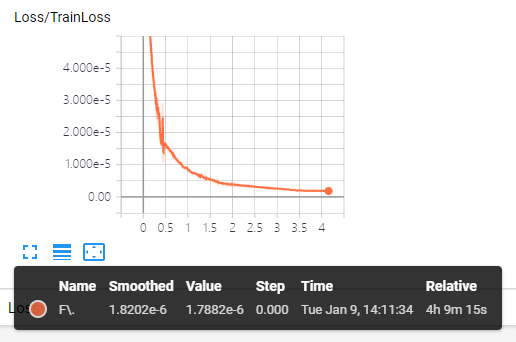 Loss/TrainLoss
4.000e-5
3.000e-5
2.000e-5
1.000e-5
0.00
0 0.5 1 1.5 2 2.5 3 3.5 4
Name Smoothed Value Step Time Relative
F\. 1.8202e-6 1.7882e-6 0.000 Tue Jan 9, 14:11:34 4h 9m 15s